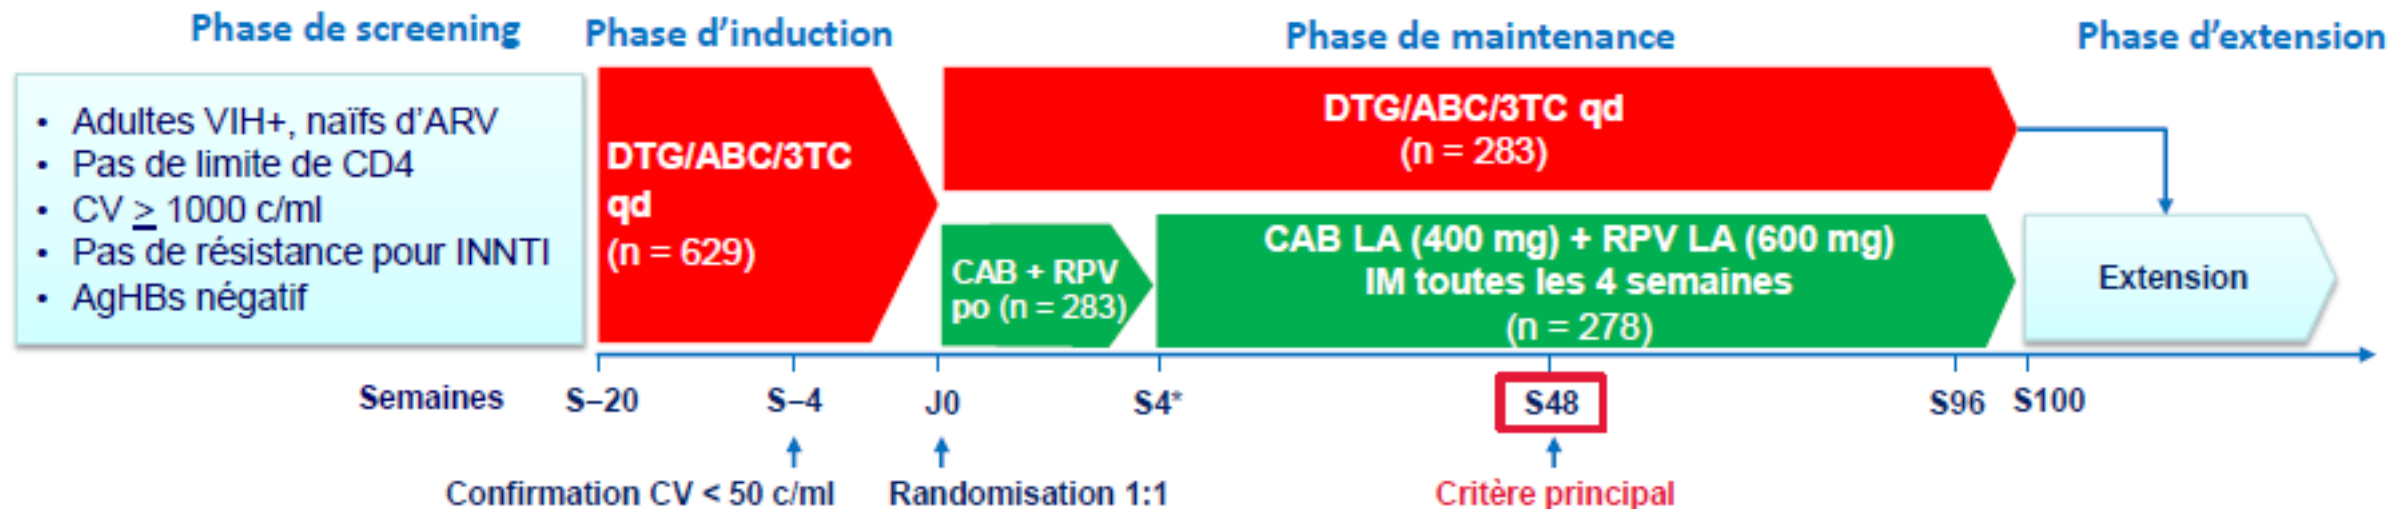 Phase de screening
Phase d’induction
Phase de maintenance
Phase d’extension
• Adultes VIH+, naïfs d’ARV
• Pas de limite de CD4
• CV ≥ 1000 c/ml
• Pas de résistance pour INNTI
• AgHBs négatif
DTG/ABC/3TC
qd
(n = 629)
DTG/ABC/3TC qd
(n = 283)
CAB + RPV
po (n = 283)
CAB LA (400 mg) + RPV LA (600 mg)
IM toutes les 4 semaines
(n = 278)
Extension
Semaines
S–20
S–4
J0
S4*
S48
S96
S100
Confirmation CV < 50 c/ml
Randomisation 1:1
Critère principal